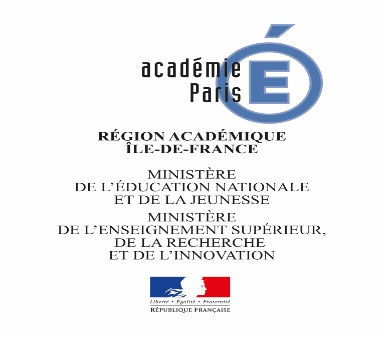 académie
Paris
É
RÉGION ACADÉMIQUE
ÎLE-DE-FRANCE
MINISTÈRE
DE L'ÉDUCATION NATIONALE
ET DE LA JEUNESSE
MINISTÈRE
DE L'ENSEIGNEMENT SUPÉRIEUR,
DE LA RECHERCHE
ET DE L'INNOVATION
Liberté • Égalité • Fraternité
RÉPUBLIQUE FRANÇAISE